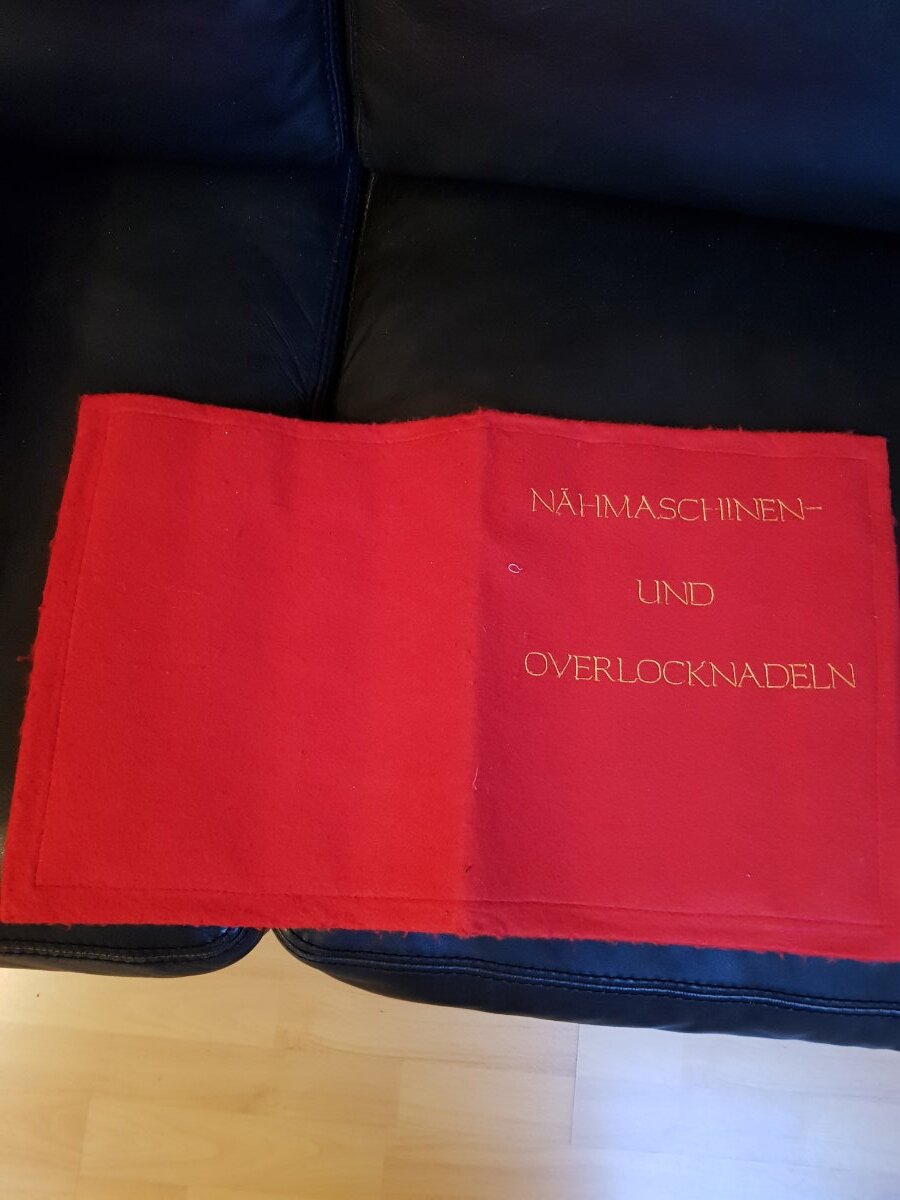 NÄHMASCHINEN-
UND
OVERLOCKNADELN